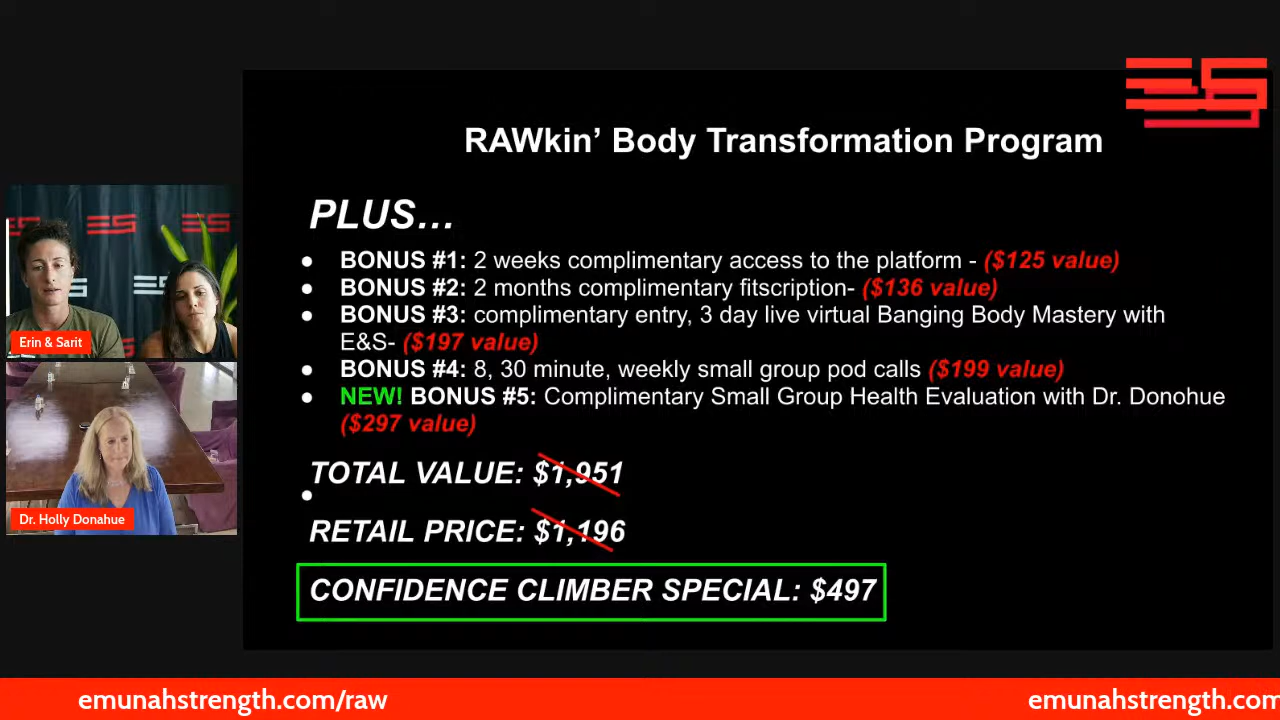 ES
RAWkin’ Body Transformation Program
PLUS…
● BONUS #1: 2 weeks complimentary access to the platform - ($125 value)
● BONUS #2: 2 months complimentary fitscription- ($136 value)
● BONUS #3: complimentary entry, 3 day live virtual Banging Body Mastery with
E&S- ($197 value)
● BONUS #4: 8, 30 minute, weekly small group pod calls ($199 value)
● NEW! BONUS #5: Complimentary Small Group Health Evaluation with Dr. Donohue
($297 value)
TOTAL VALUE: $1,951
●
RETAIL PRICE: $1,196
CONFIDENCE CLIMBER SPECIAL: $497
Erin & Sarit
Dr. Holly Donahue
emunahstrength.com/raw
emunahstrength.com